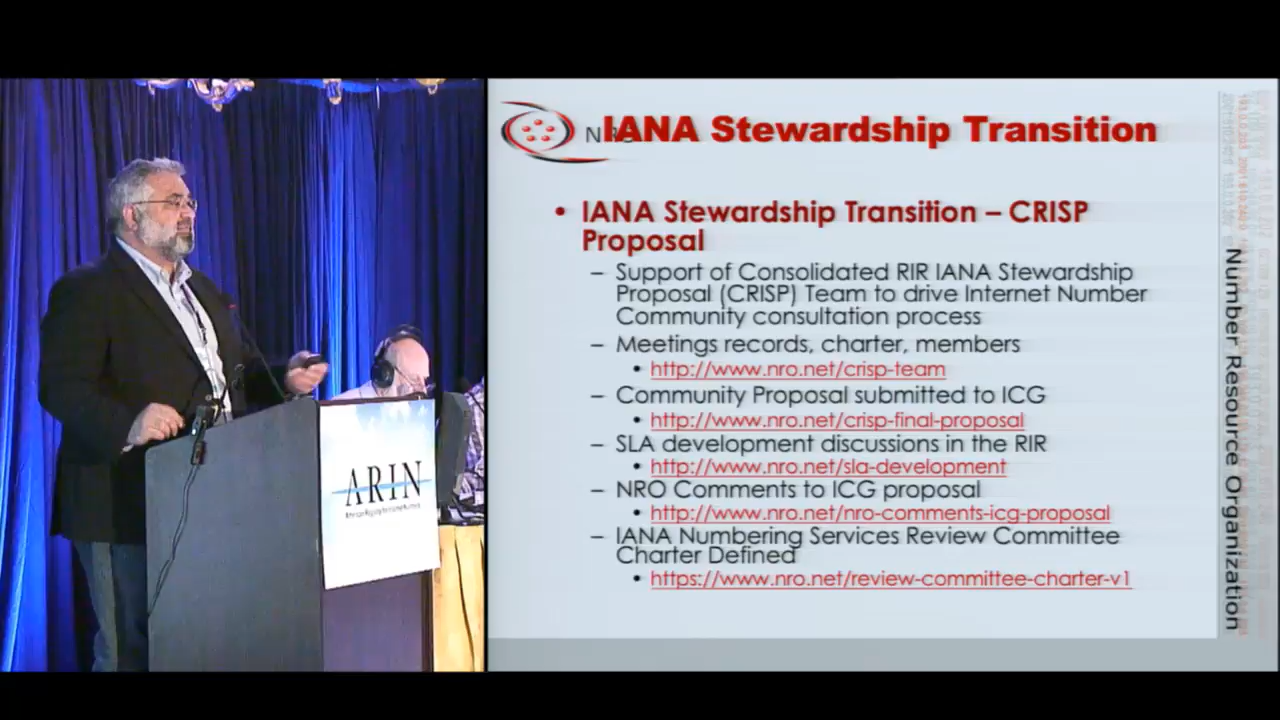 IANA Stewardship Transition
• IANA Stewardship Transition – CRISP
Proposal
– Support of Consolidated RIR IANA Stewardship
Proposal (CRISP) Team to drive Internet Number
Community consultation process
– Meetings records, charter, members
• http://www.nro.net/crisp-team
– Community Proposal submitted to ICG
• http://www.nro.net/crisp-final-proposal
– SLA development discussions in the RIR
• http://www.nro.net/sla-development
– NRO Comments to ICG proposal
• http://www.nro.net/nro-comments-icg-proposal
– IANA Numbering Services Review Committee
Charter Defined
• https://www.nro.net/review-committee-charter-v1
Number Resource Organization
ARIN